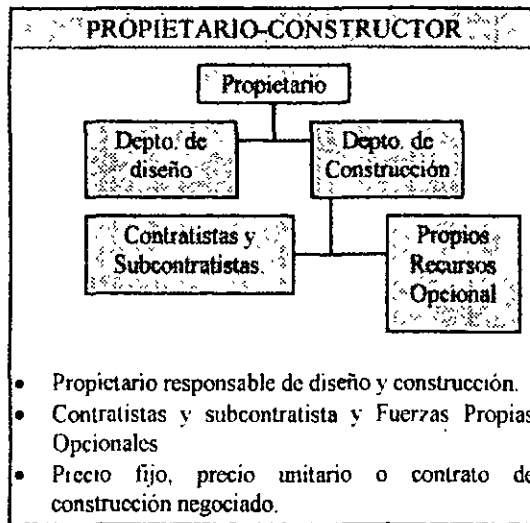 PROPIETARIO-CONSTRUCTOR
Propietario
Depto. de
diseño
Depto. de
Construcción
Contratistas y
Subcontratistas.
Propios
Recursos
Opcional
• Propietario responsable de diseño y construcción.
• Contratistas y subcontratista y Fuerzas Propias
Opcionales
• Precio fijo, precio unitario o contrato de
construcción negociado.